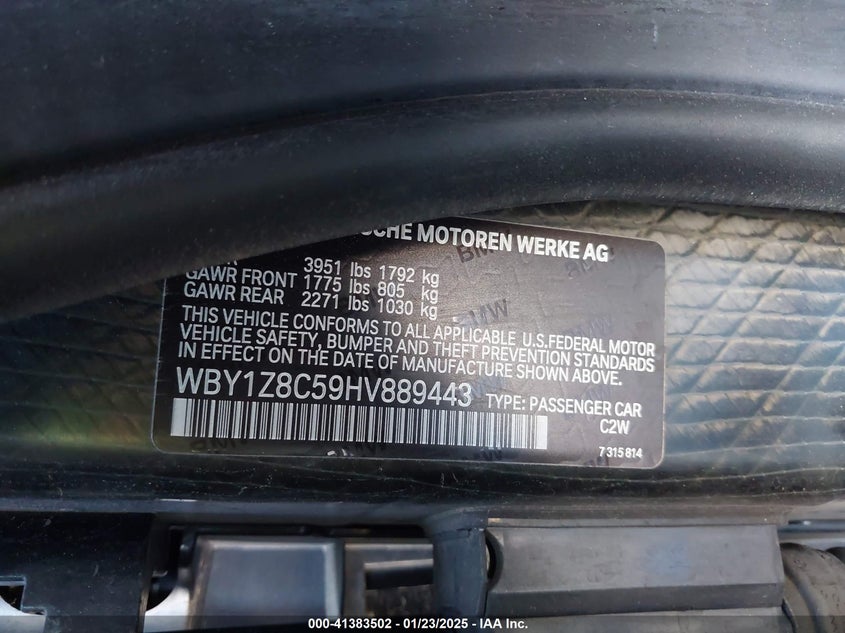 SCHE MOTOREN WERKE AG
3951 lbs 1792 kg
GAWR FRONT 1775 lbs 805 kg
GAWR REAR 2271 lbs 1030 kg
THIS VEHICLE CONFORMS TO ALL APPLICABLE U.S.FEDERAL MOTOR
VEHICLE SAFETY, BUMPER AND THEFT PREVENTION STANDARDS
IN EFFECT ON THE DATE OF MANUFACTURE SHOWN ABOVE.
WBY1Z8C59HV889443 TYPE: PASSENGER CAR
C2W
7 315 814
000-41383502 - 01/23/2025 - IAA Inc.